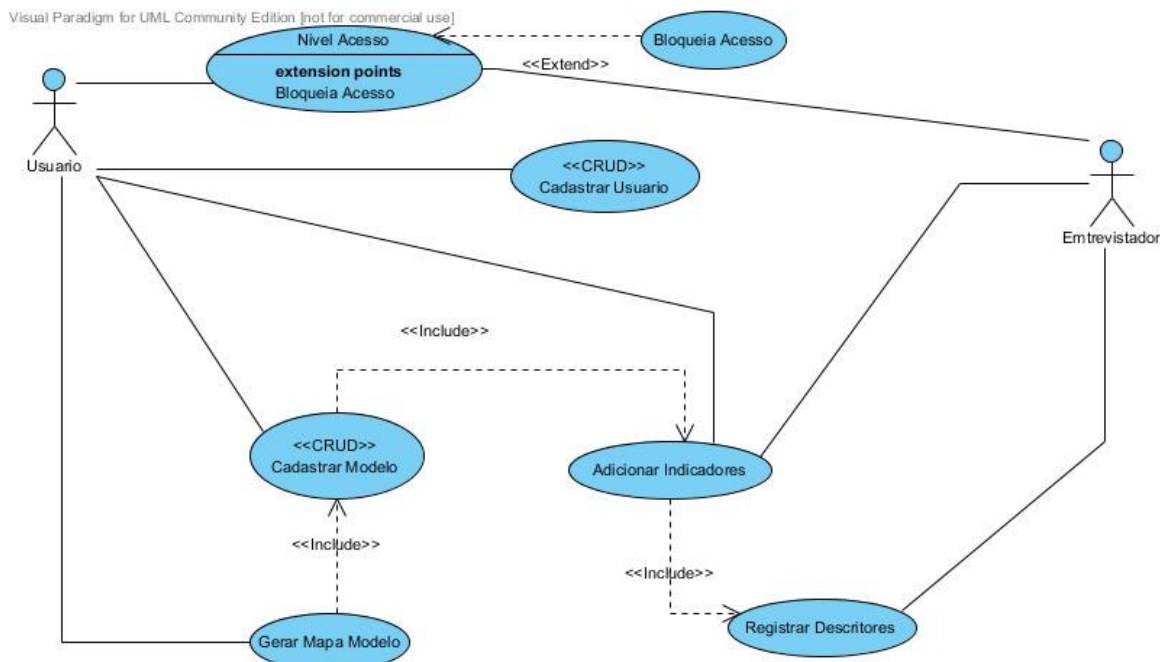 Visual Paradigm for UML Community Edition [not for commercial use]
Nivel Acesso
extension points
Bloqueia Acesso
Bloqueia Acesso
<<Extend>>
Usuario
<<CRUD>>
Cadastrar Usuario
Emtrevistador
<<Include>>
<<CRUD>>
Cadastrar Modelo
Adicionar Indicadores
<<Include>>
<<Include>>
Gerar Mapa Modelo
Registrar Descritores